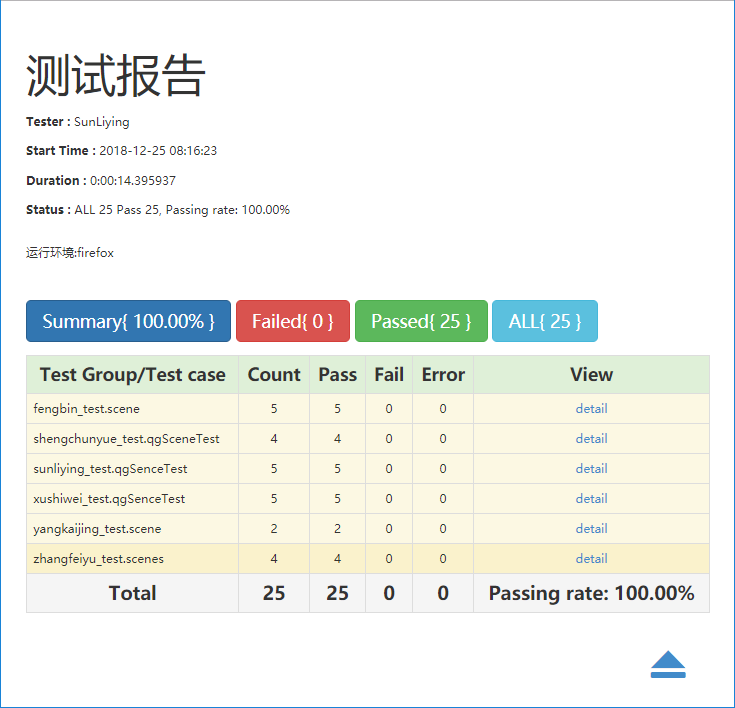 测试报告
Tester : SunLiying
Start Time : 2018-12-25 08:16:23
Duration : 0:00:14.395937
Status : ALL 25 Pass 25, Passing rate: 100.00%
运行环境:firefox
Summary{ 100.00% } Failed{ 0 } Passed{ 25 } ALL{ 25 }
Test Group/Test case Count Pass Fail Error View
fengbin_test.scene 5 5 0 0 detail
shengchunyue_test.qgSceneTest 4 4 0 0 detail
sunliying_test.qgSenceTest 5 5 0 0 detail
xushiwei_test.qgSenceTest 5 5 0 0 detail
yangkaijing_test.scene 2 2 0 0 detail
zhangfeiyu_test.scenes 4 4 0 0 detail
Total 25 25 0 0 Passing rate: 100.00%